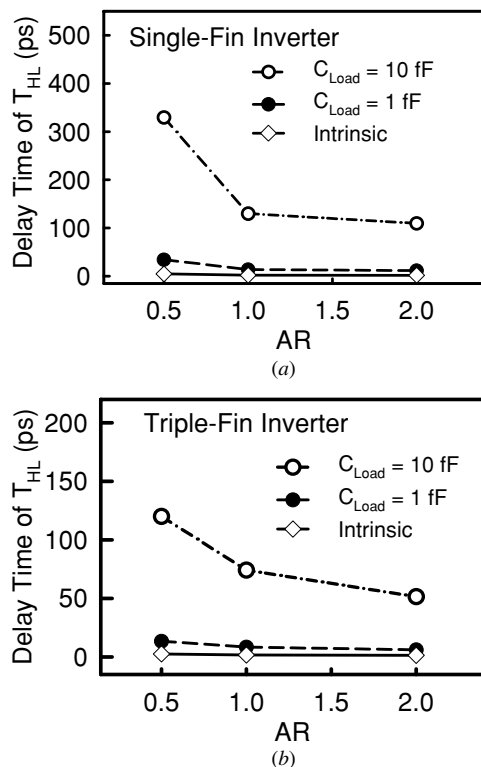 Single-Fin Inverter
C_Load = 10 fF
C_Load = 1 fF
Intrinsic
Delay Time of T_HL (ps)
500
400
300
200
100
0
0.5 1.0 1.5 2.0
AR
(a)
Triple-Fin Inverter
C_Load = 10 fF
C_Load = 1 fF
Intrinsic
Delay Time of T_HL (ps)
200
150
100
50
0
0.5 1.0 1.5 2.0
AR
(b)